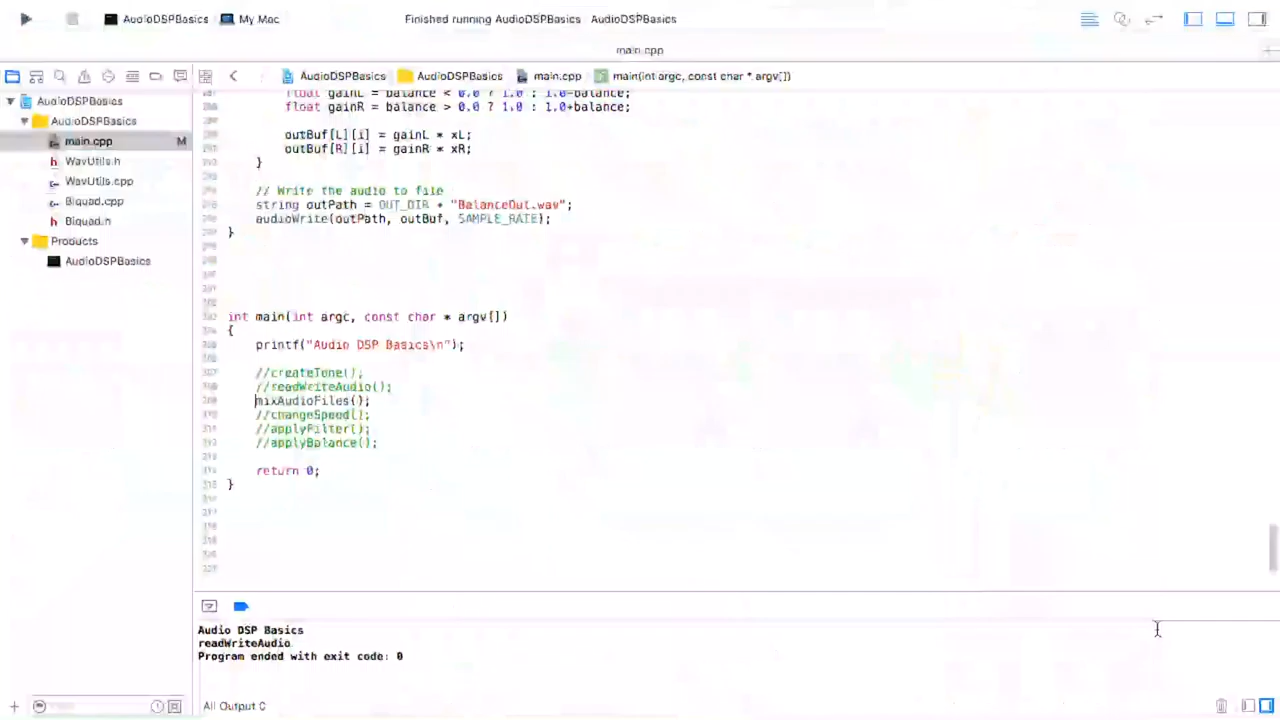 AudioDSPBasics My Mac Finished running AudioDSPBasics AudioDSPBasics
main.cpp
AudioDSPBasics AudioDSPBasics main.cpp main(int argc, const char * argv[])
AudioDSPBasics
AudioDSPBasics
main.cpp M
WavUtils.h
WavUtils.cpp
Biquad.cpp
Biquad.h
Products
AudioDSPBasics
float gainL = balance < 0.0 ? 1.0 : 1.0-balance;
float gainR = balance > 0.0 ? 1.0 : 1.0+balance;
outBuf[L][i] = gainL * xL;
outBuf[R][i] = gainR * xR;
}
// Write the audio to file
string outPath = OUT_DIR + "BalanceOut.wav";
audioWrite(outPath, outBuf, SAMPLE_RATE);
}
int main(int argc, const char * argv[])
{
printf("Audio DSP Basics\n");
//createTone();
//readWriteAudio();
mixAudioFiles();
//changeSpeed();
//applyFilter();
//applyBalance();
return 0;
}
Audio DSP Basics
readWriteAudio
Program ended with exit code: 0
All Output